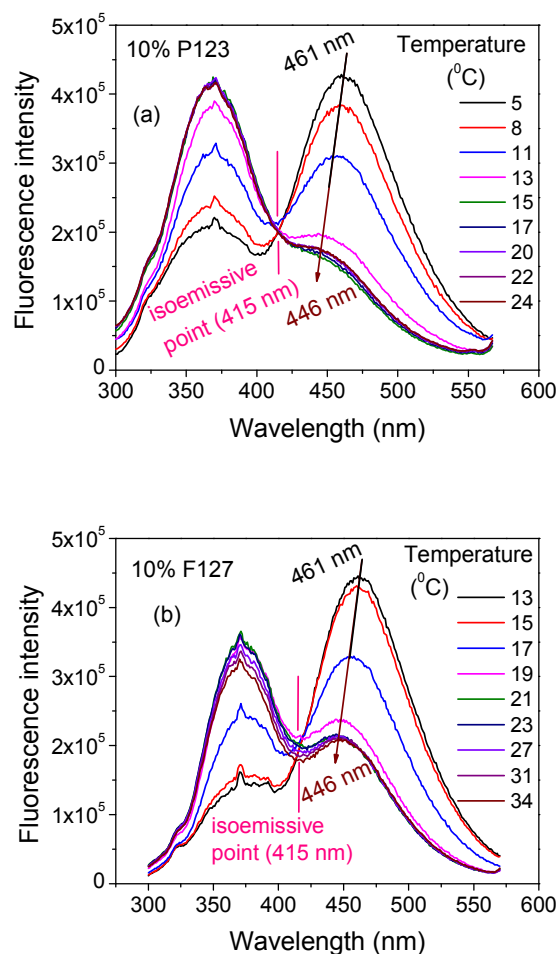 10% P123
(a)
461 nm
446 nm
isoemissive
point (415 nm)
Temperature
(⁰C)
5
8
11
13
15
17
20
22
24
5x10⁵
4x10⁵
3x10⁵
2x10⁵
1x10⁵
0
300 350 400 450 500 550 600
Fluorescence intensity
Wavelength (nm)
10% F127
(b)
461 nm
446 nm
isoemissive
point (415 nm)
Temperature
(⁰C)
13
15
17
19
21
23
27
31
34
5x10⁵
4x10⁵
3x10⁵
2x10⁵
1x10⁵
0
300 350 400 450 500 550 600
Fluorescence intensity
Wavelength (nm)